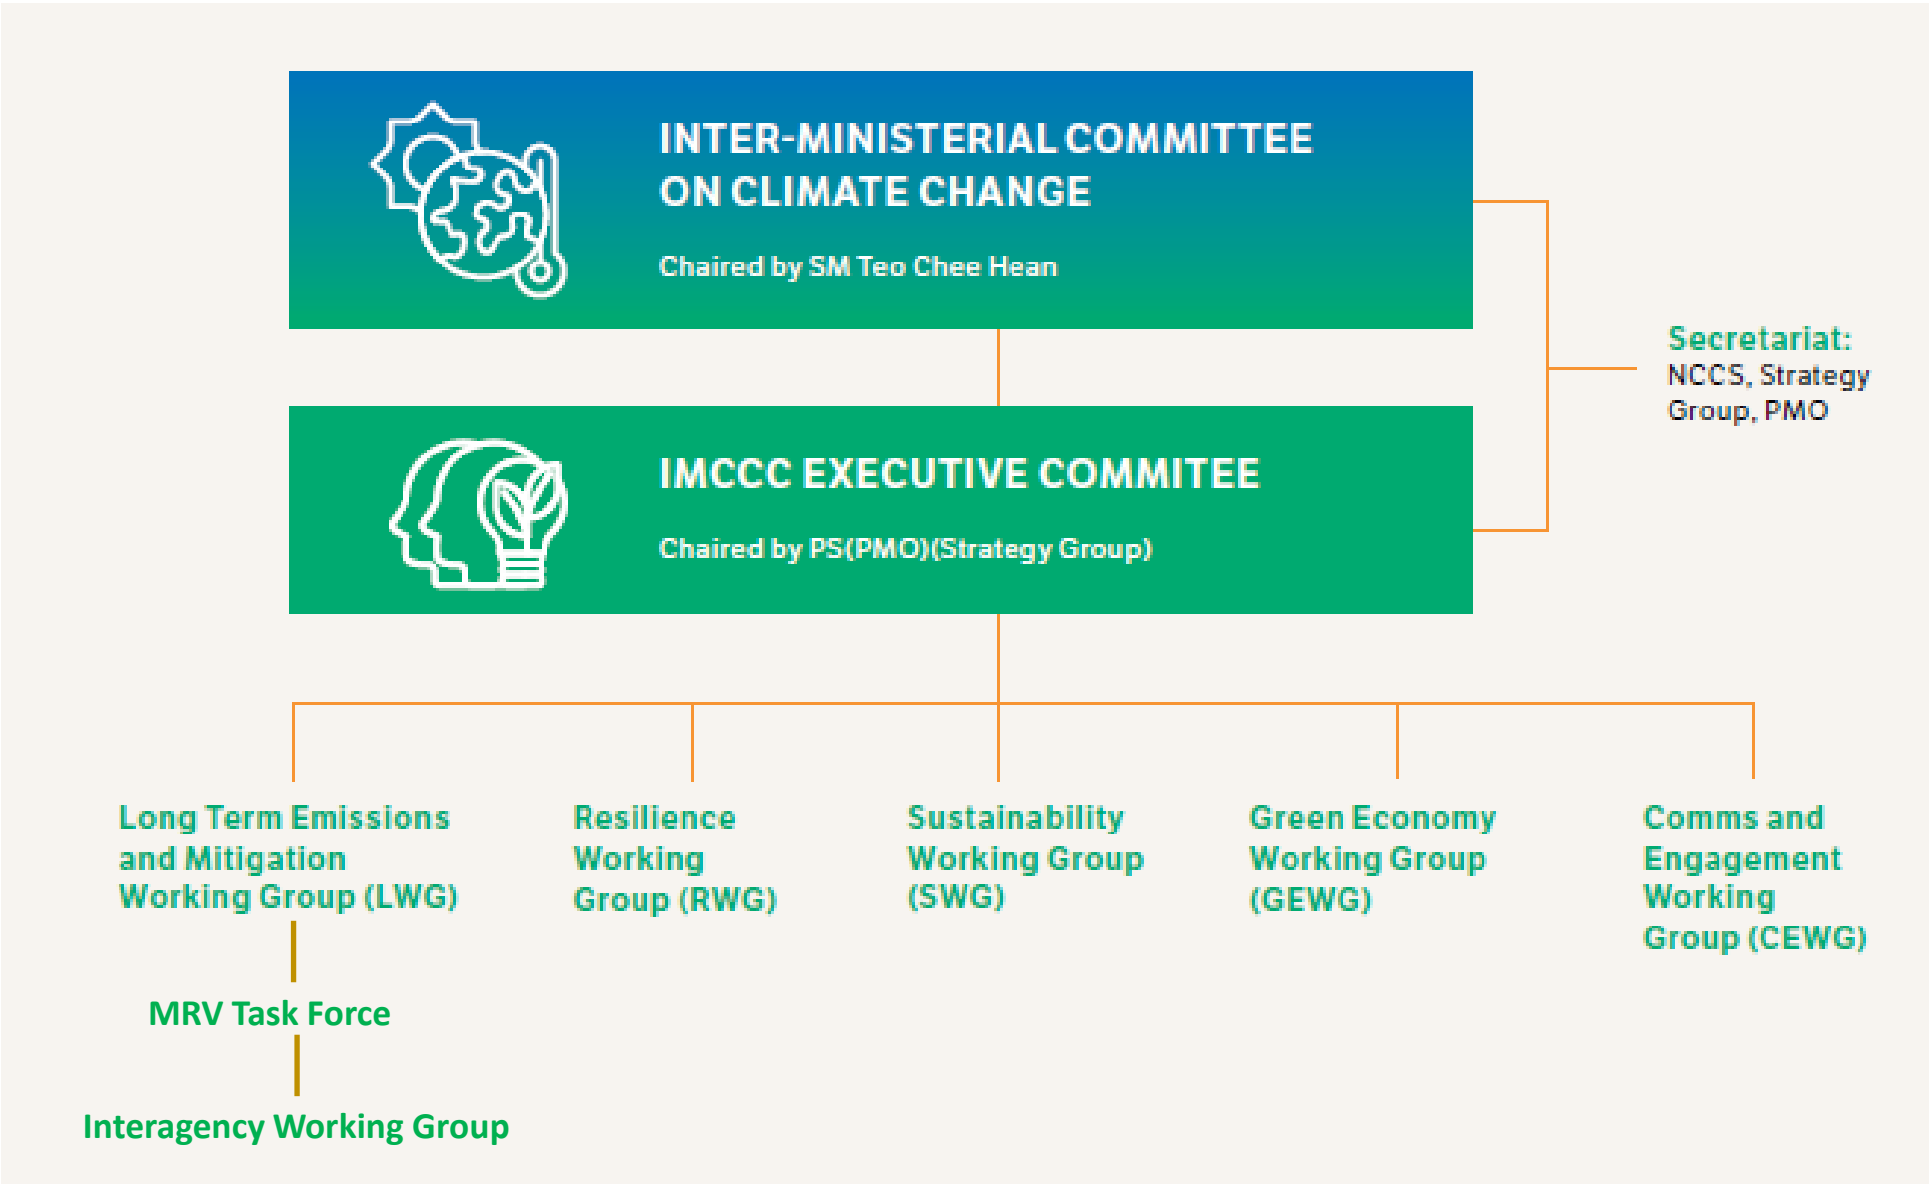 INTER-MINISTERIAL COMMITTEE
ON CLIMATE CHANGE
Chaired by SM Teo Chee Hean
Secretariat:
NCCS, Strategy
Group, PMO
IMCCC EXECUTIVE COMMITEE
Chaired by PS(PMO)(Strategy Group)
Long Term Emissions
and Mitigation
Working Group (LWG)
Resilience
Working
Group (RWG)
Sustainability
Working Group
(SWG)
Green Economy
Working Group
(GEWG)
Comms and
Engagement
Working
Group (CEWG)
MRV Task Force
Interagency Working Group